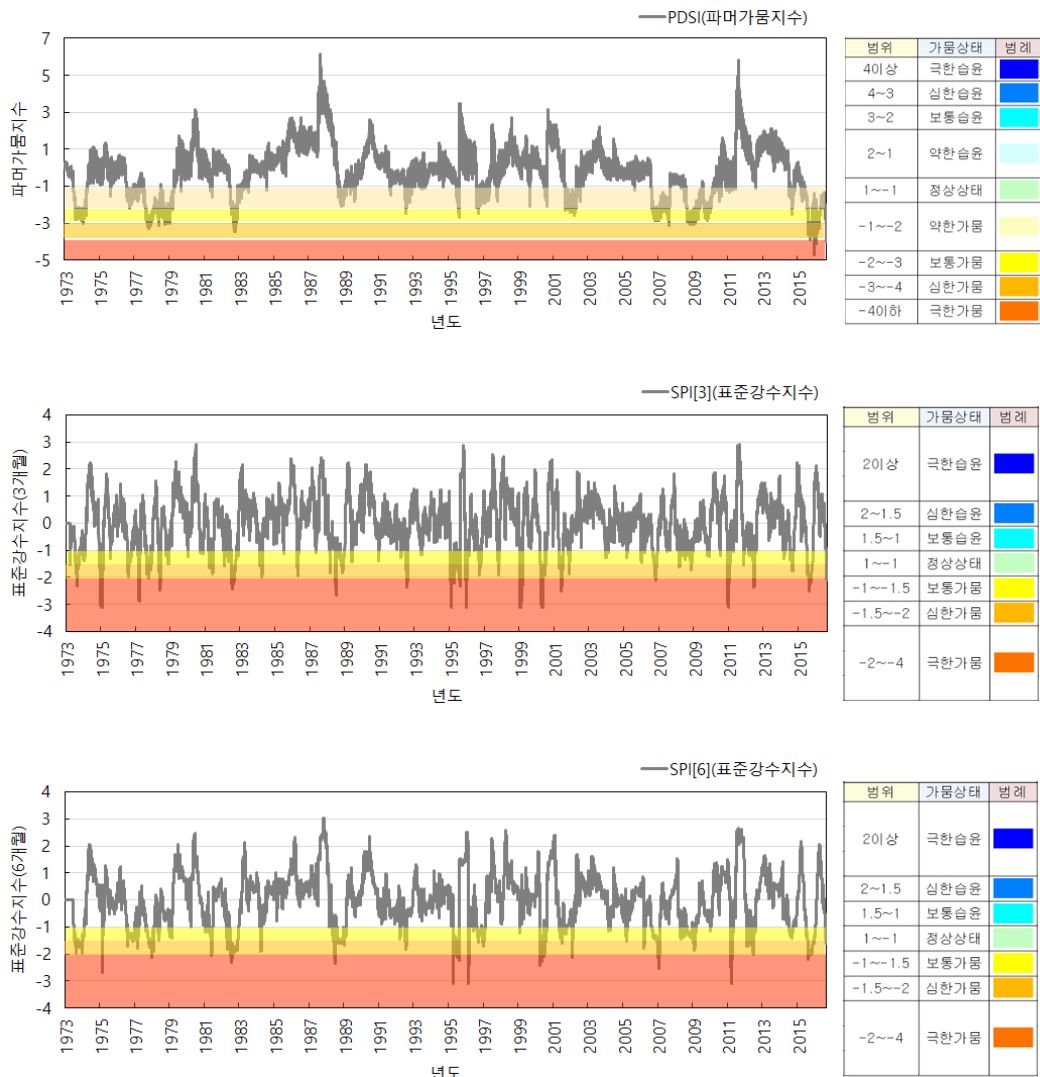 PDSI(파머가뭄지수)
파머가뭄지수
7
5
3
1
-1
-3
-5
1973 1975 1977 1979 1981 1983 1985 1987 1989 1991 1993 1995 1997 1999 2001 2003 2005 2007 2009 2011 2013 2015
년도
범위 가뭄상태 범례
4이상 극한습윤
4~3 심한습윤
3~2 보통습윤
2~1 약한습윤
1~-1 정상상태
-1~-2 약한가뭄
-2~-3 보통가뭄
-3~-4 심한가뭄
-4이하 극한가뭄
SPI[3](표준강수지수)
표준강수지수(3개월)
4
3
2
1
0
-1
-2
-3
-4
1973 1975 1977 1979 1981 1983 1985 1987 1989 1991 1993 1995 1997 1999 2001 2003 2005 2007 2009 2011 2013 2015
년도
범위 가뭄상태 범례
2이상 극한습윤
2~1.5 심한습윤
1.5~1 보통습윤
1~-1 정상상태
-1~-1.5 보통가뭄
-1.5~-2 심한가뭄
-2~-4 극한가뭄
SPI[6](표준강수지수)
표준강수지수(6개월)
4
3
2
1
0
-1
-2
-3
-4
1973 1975 1977 1979 1981 1983 1985 1987 1989 1991 1993 1995 1997 1999 2001 2003 2005 2007 2009 2011 2013 2015
년도
범위 가뭄상태 범례
2이상 극한습윤
2~1.5 심한습윤
1.5~1 보통습윤
1~-1 정상상태
-1~-1.5 보통가뭄
-1.5~-2 심한가뭄
-2~-4 극한가뭄